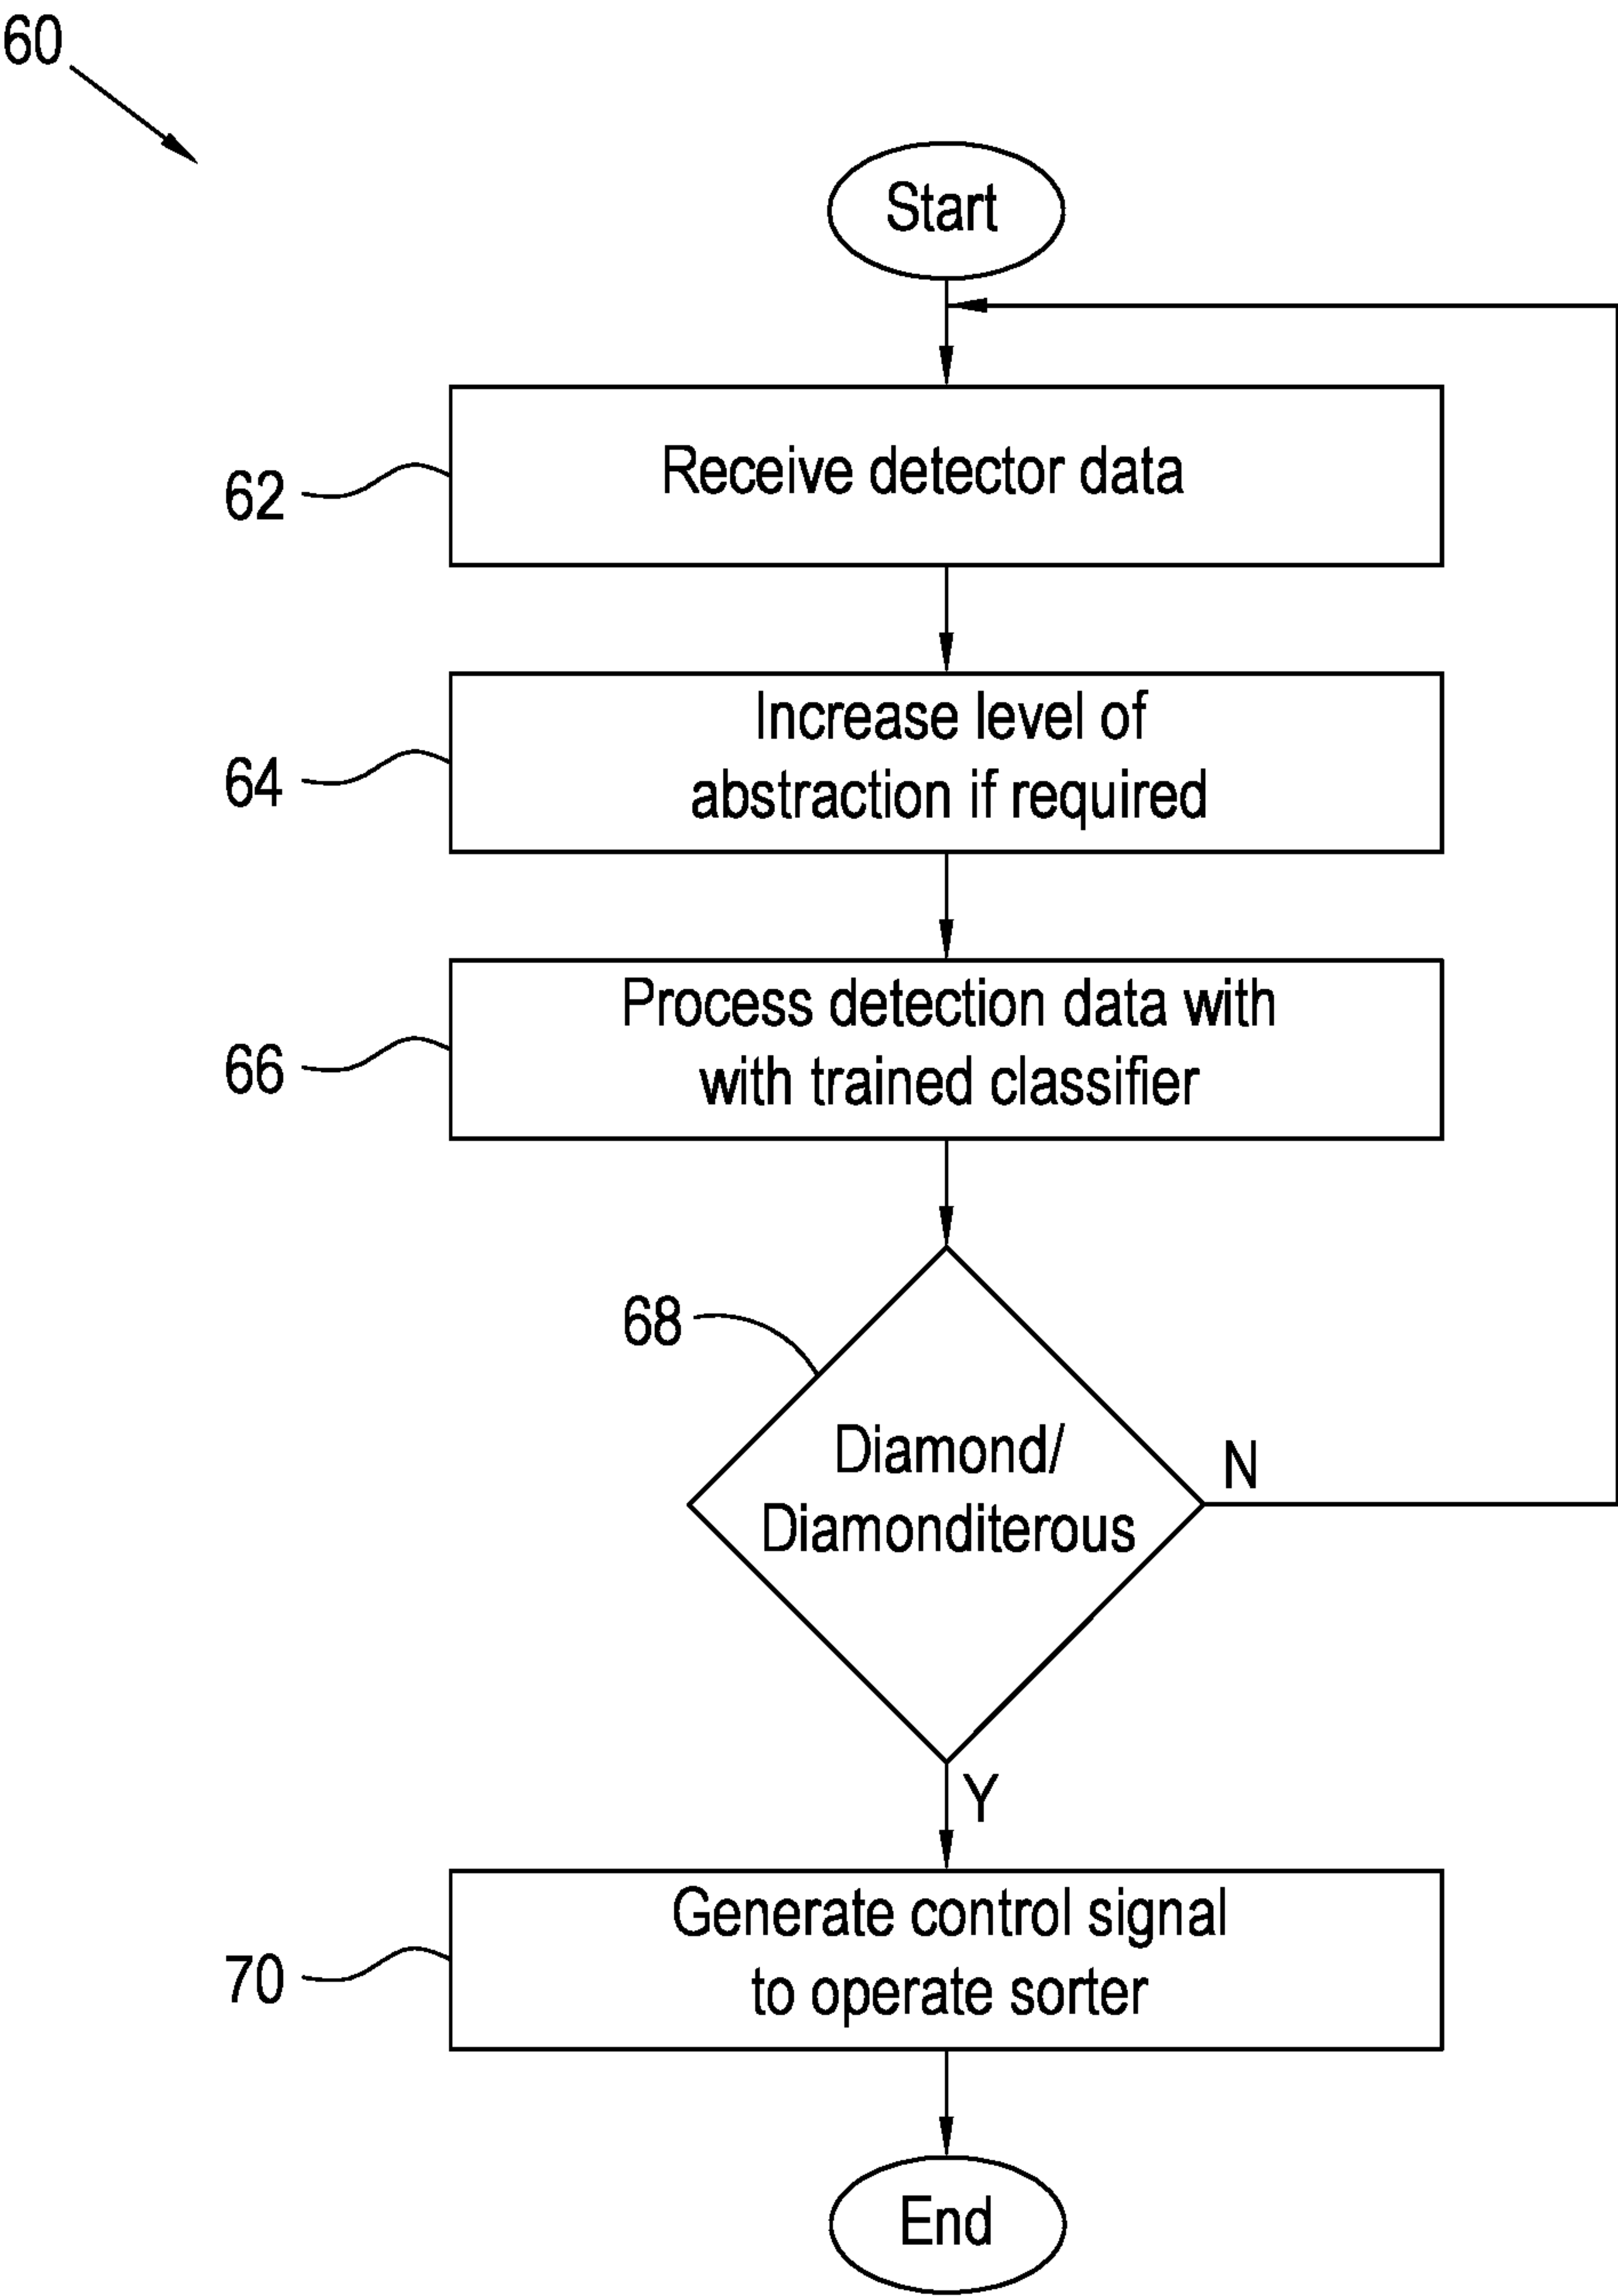 60
Start
62
Receive detector data
64
Increase level of
abstraction if required
66
Process detection data with
with trained classifier
68
Diamond/
Diamonditerous
N
Y
70
Generate control signal
to operate sorter
End